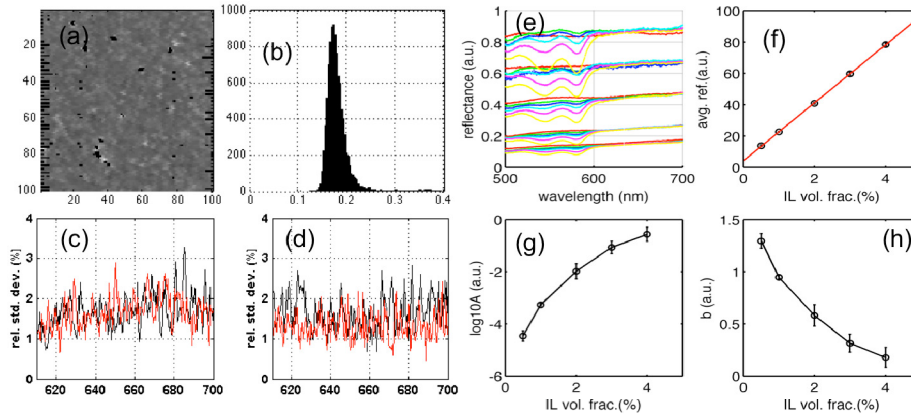 (a)
20
40
60
80
100
20 40 60 80 100
(b)
1000
800
600
400
200
0
0 0.1 0.2 0.3 0.4
(e)
reflectance (a.u.)
1
0.8
0.6
0.4
0.2
0
500 600 700
wavelength (nm)
(f)
avg. ref.(a.u.)
100
80
60
40
20
0
0 2 4
IL vol. frac.(%)
(c)
rel. std. dev. (%)
4
3
2
1
0
620 640 660 680 700
(d)
rel. std. dev. (%)
4
3
2
1
0
620 640 660 680 700
(g)
log10A (a.u.)
0
-2
-4
-6
0 2 4
IL vol. frac.(%)
(h)
b (a.u.)
1.5
1
0.5
0
0 2 4
IL vol. frac.(%)